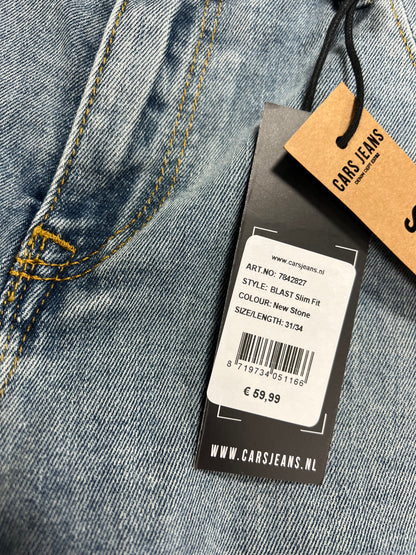 CARS JEANS
www.carsjeans.nl
ART.NO: 7842827
STYLE: BLAST Slim Fit
COLOUR: New Stone
SIZE/LENGTH: 31/34
8 719734 051166
€ 59,99
WWW.CARSJEANS.NL